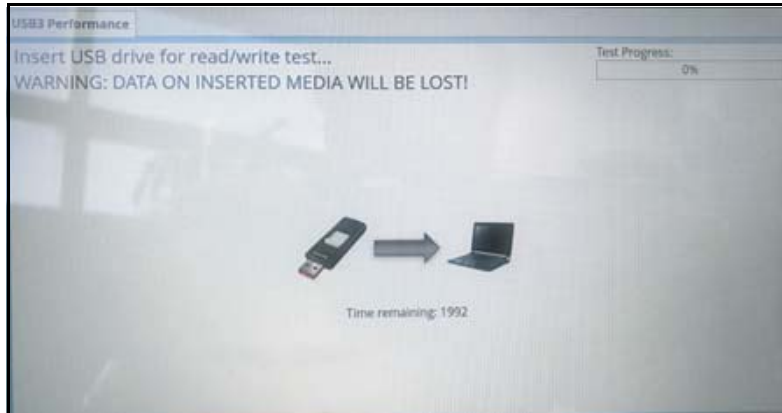 USB3 Performance
Insert USB drive for read/write test...
WARNING: DATA ON INSERTED MEDIA WILL BE LOST!
Test Progress:
0%
Time remaining: 1992